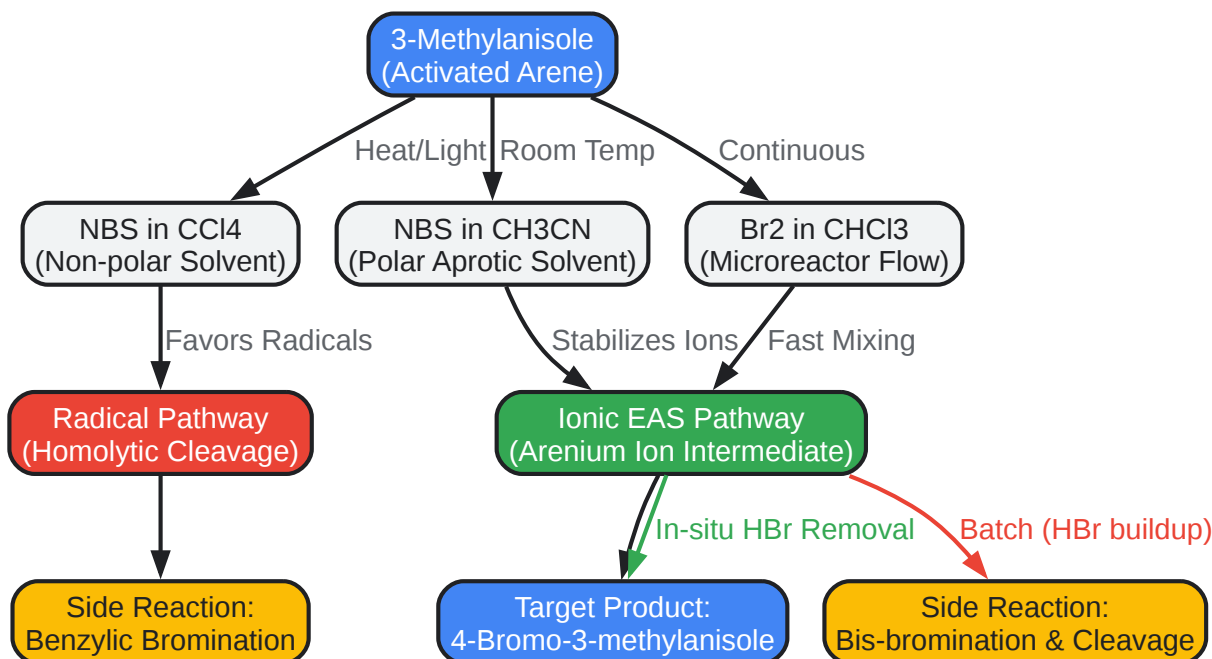 3-Methylanisole
(Activated Arene)
Heat/Light
Room Temp
Continuous
NBS in CCl4
(Non-polar Solvent)
NBS in CH3CN
(Polar Aprotic Solvent)
Br2 in CHCl3
(Microreactor Flow)
Favors Radicals
Stabilizes Ions
Fast Mixing
Radical Pathway
(Homolytic Cleavage)
Ionic EAS Pathway
(Arenium Ion Intermediate)
In-situ HBr Removal
Batch (HBr buildup)
Side Reaction:
Benzylic Bromination
Target Product:
4-Bromo-3-methylanisole
Side Reaction:
Bis-bromination & Cleavage